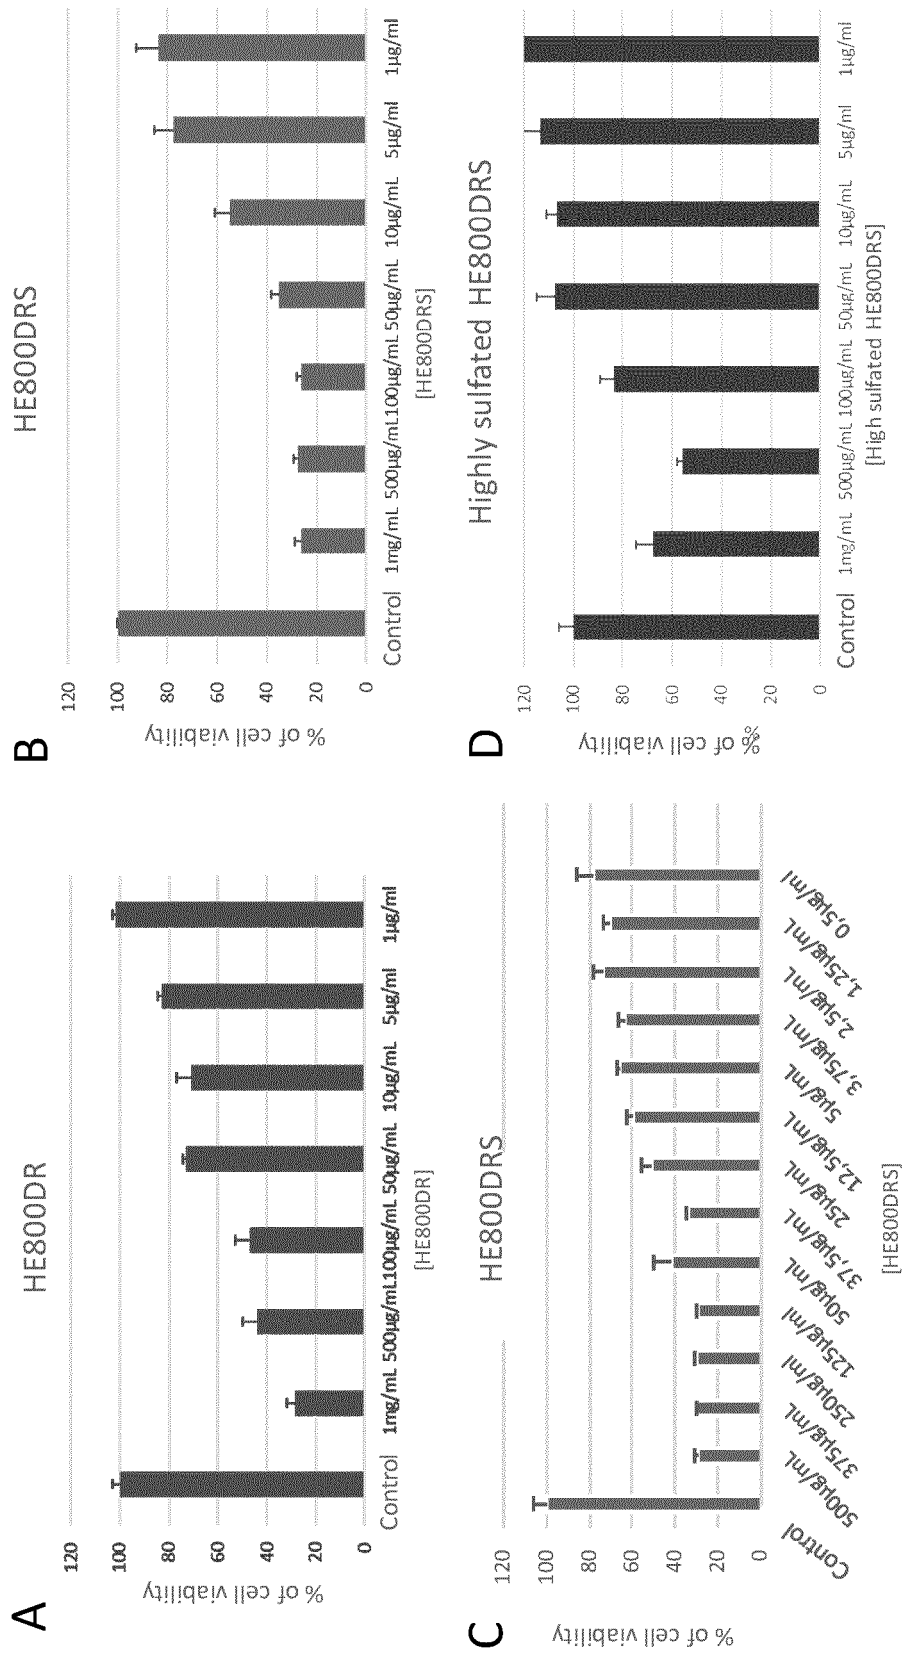 A
HE800DR
% of cell viability
120
100
80
60
40
20
0
Control 1mg/mL 500µg/mL 100µg/mL 50µg/mL 10µg/mL 5µg/ml 1µg/ml
[HE800DR]
B
HE800DRS
% of cell viability
120
100
80
60
40
20
0
Control 1mg/mL 500µg/mL 100µg/mL 50µg/mL 10µg/mL 5µg/ml 1µg/ml
[HE800DRS]
C
HE800DRS
% of cell viability
120
100
80
60
40
20
0
Control 500µg/mL 375µg/mL 250µg/ml 125µg/ml 50µg/mL 37,5µg/mL 25µg/mL 12,5µg/mL 5µg/mL 3,75µg/mL 2,5µg/mL 1,25µg/mL 0,5µg/ml
[HE800DRS]
D
Highly sulfated HE800DRS
% of cell viability
%
120
100
80
60
40
20
0
Control 1mg/mL 500µg/mL 100µg/mL 50µg/mL 10µg/mL 5µg/ml 1µg/ml
[High sulfated HE800DRS]